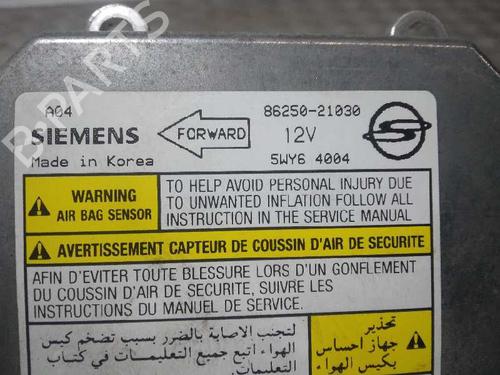 A04
86250-21030
SIEMENS
FORWARD
12V
Made in Korea
5WY6 4004
WARNING
AIR BAG SENSOR
TO HELP AVOID PERSONAL INJURY DUE
TO UNWANTED INFLATION FOLLOW ALL
INSTRUCTION IN THE SERVICE MANUAL
AVERTISSEMENT CAPTEUR DE COUSSIN D'AIR DE SECURITE
AFIN D'EVITER TOUTE BLESSURE LORS D'UN GONFLEMENT
DU COUSSIN D'AIR DE SECURITE, SUIVRE LES
INSTRUCTIONS DU MANUEL DE SERVICE.
تحذير
جهاز احساس
بكيس الهواء
لتجنب الاصابة بالضرر بسبب تضخم كيس
الهواء اتبع جميع التعليمات في كتاب
التعليمات.
B-PARTS